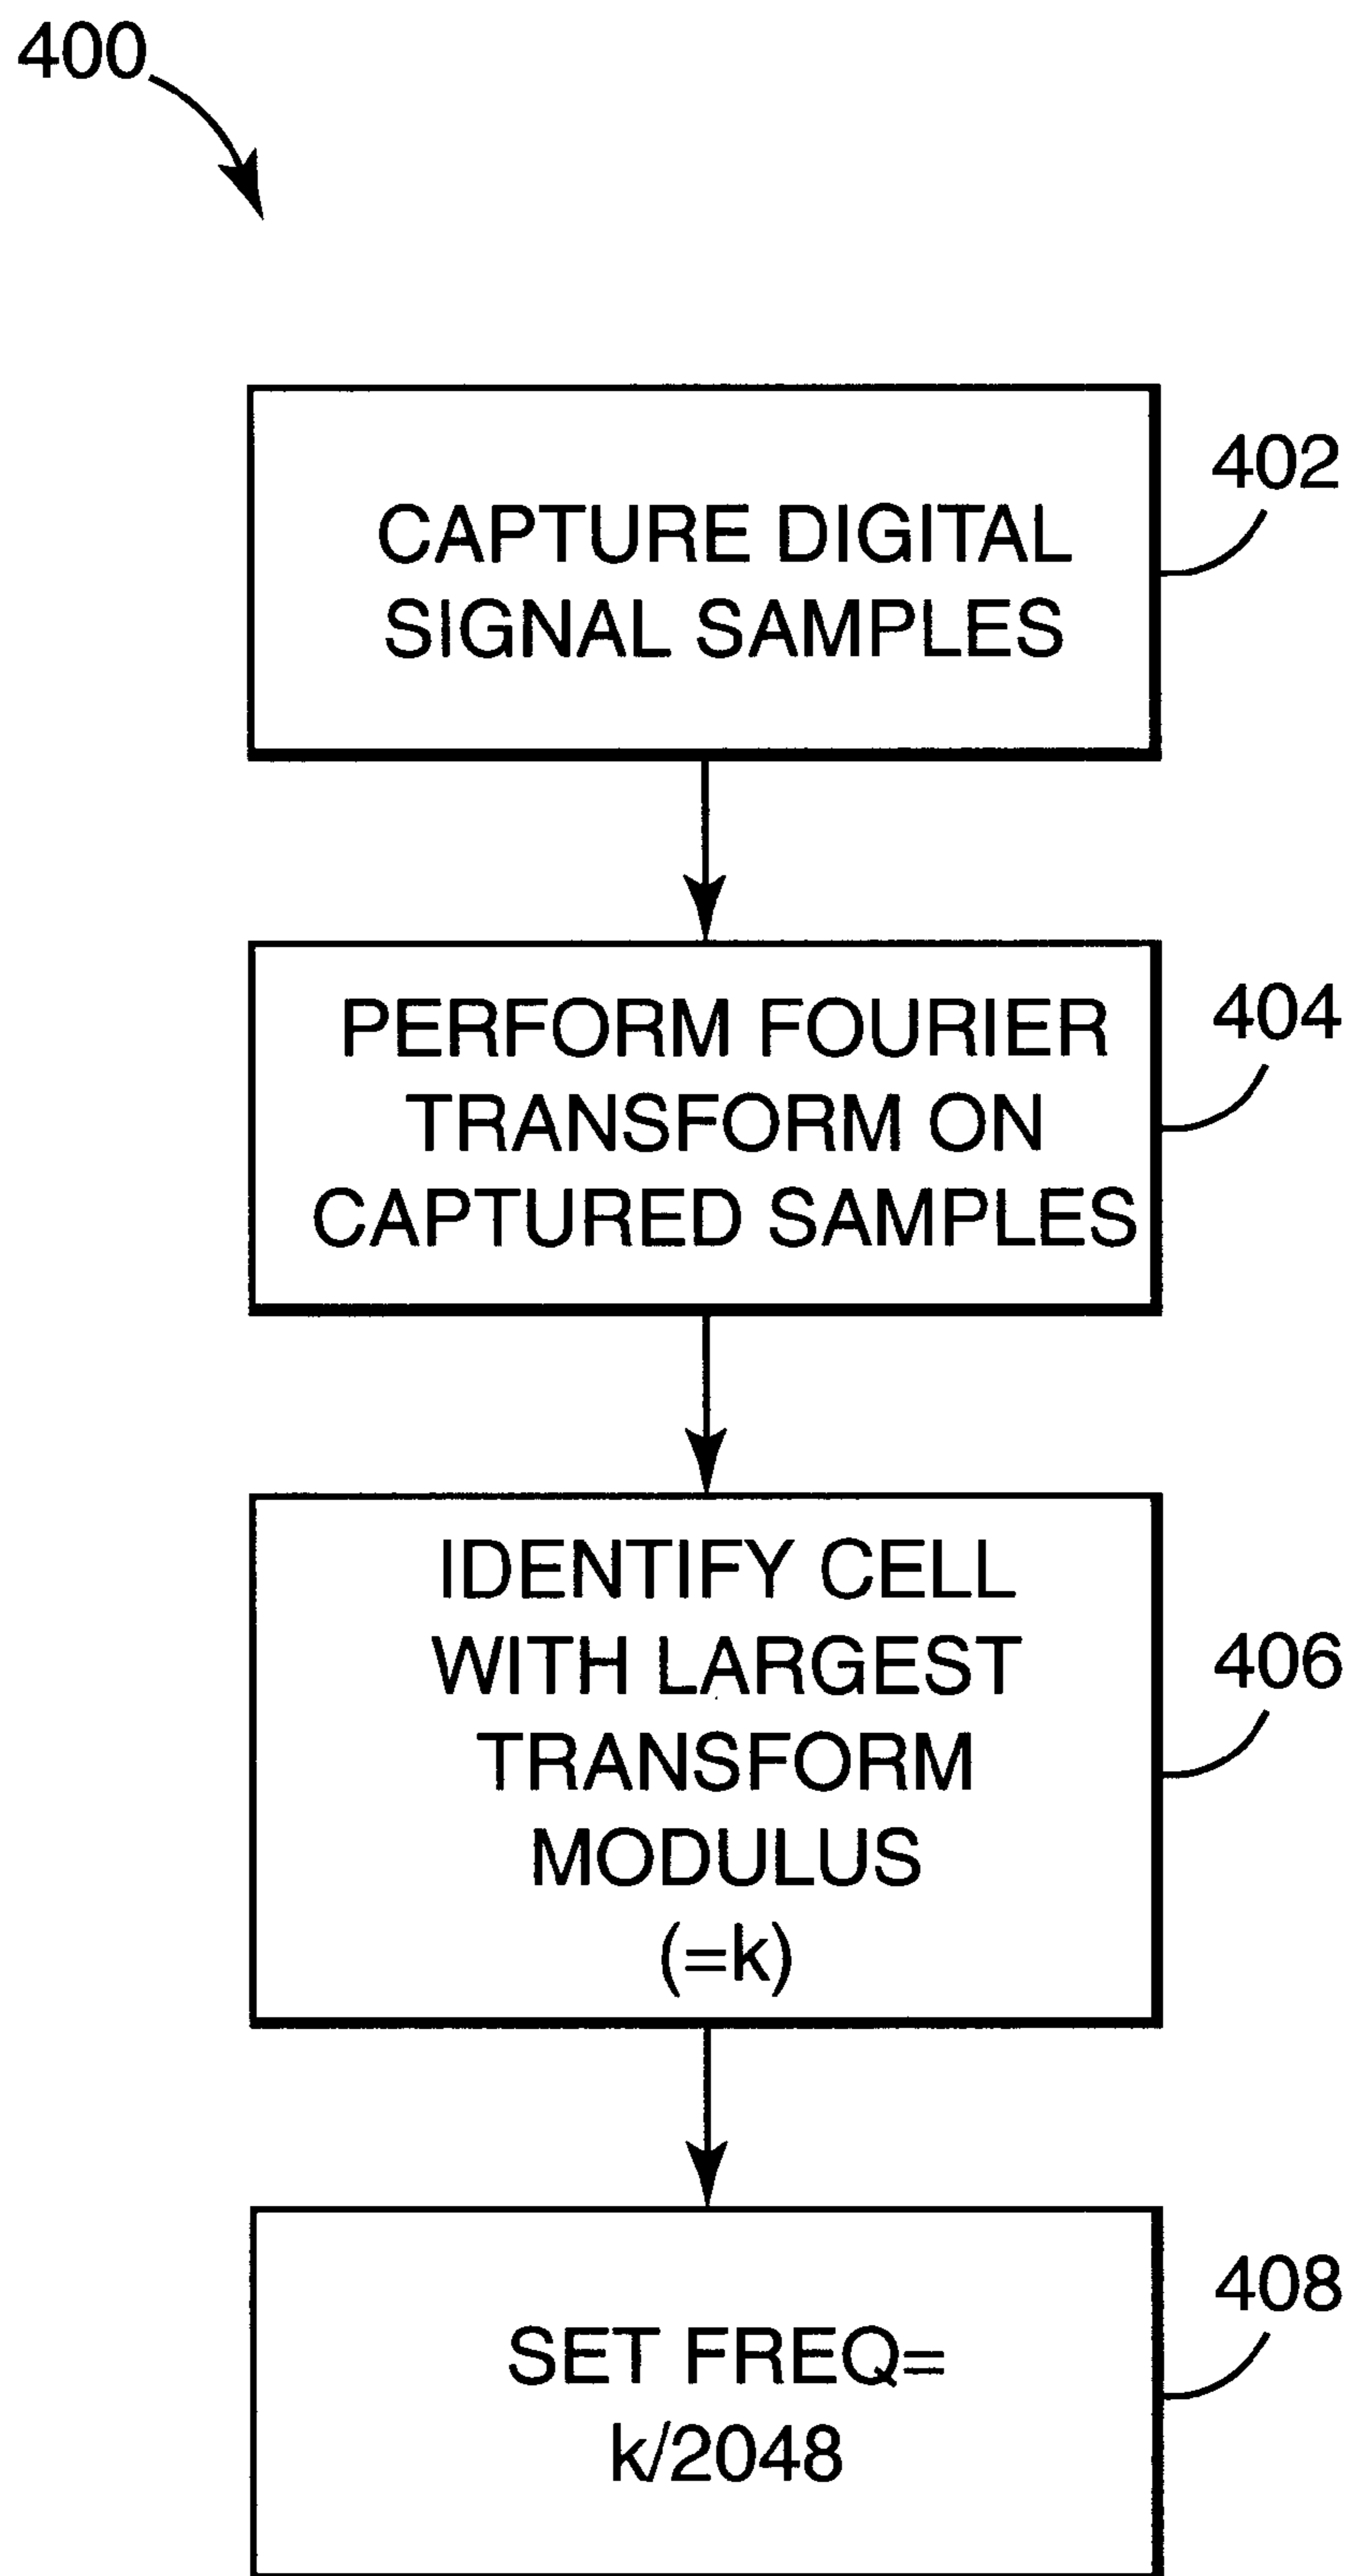 400
402
CAPTURE DIGITAL
SIGNAL SAMPLES
404
PERFORM FOURIER
TRANSFORM ON
CAPTURED SAMPLES
406
IDENTIFY CELL
WITH LARGEST
TRANSFORM
MODULUS
(=k)
408
SET FREQ=
k/2048